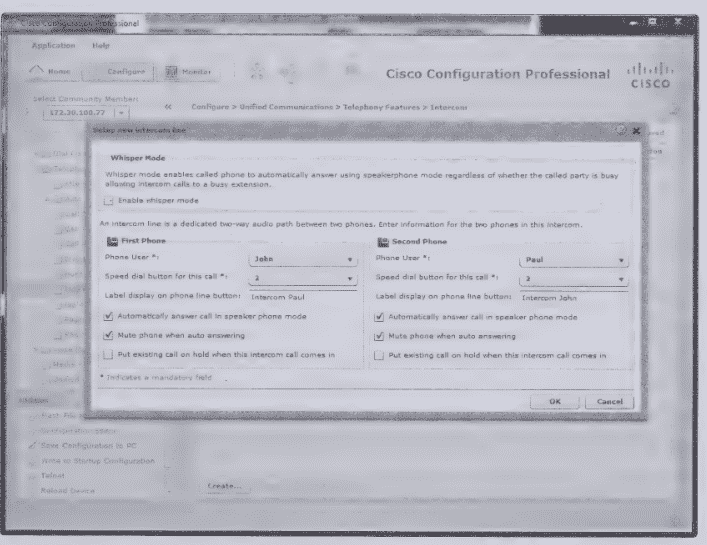 Cisco Configuration Professional
Application Help
Home Configure Monitor
Cisco Configuration Professional
CISCO
Select Community Member:
172.30.100.77
Configure > Unified Communications > Telephony Features > Intercom
intercom line
Whisper Mode
Whisper mode enables called phone to automatically answer using speakerphone mode regardless of whether the called party is busy
allowing intercom calls to a busy extension.
Enable whisper mode
An intercom line is a dedicated two-way audio path between two phones. Enter information for the two phones in this intercom.
First Phone
Phone User *: John
Speed dial button for this call *: 2
Label display on phone line button: Intercom Paul
Automatically answer call in speaker phone mode
Mute phone when auto answering
Put existing call on hold when this intercom call comes in
Second Phone
Phone User *: Paul
Speed dial button for this call *: 2
Label display on phone line button: Intercom John
Automatically answer call in speaker phone mode
Mute phone when auto answering
Put existing call on hold when this intercom call comes in
* Indicates a mandatory field
OK Cancel
Save Configuration to PC
Write to Startup Configuration
Telnet
Reload Device
Create...